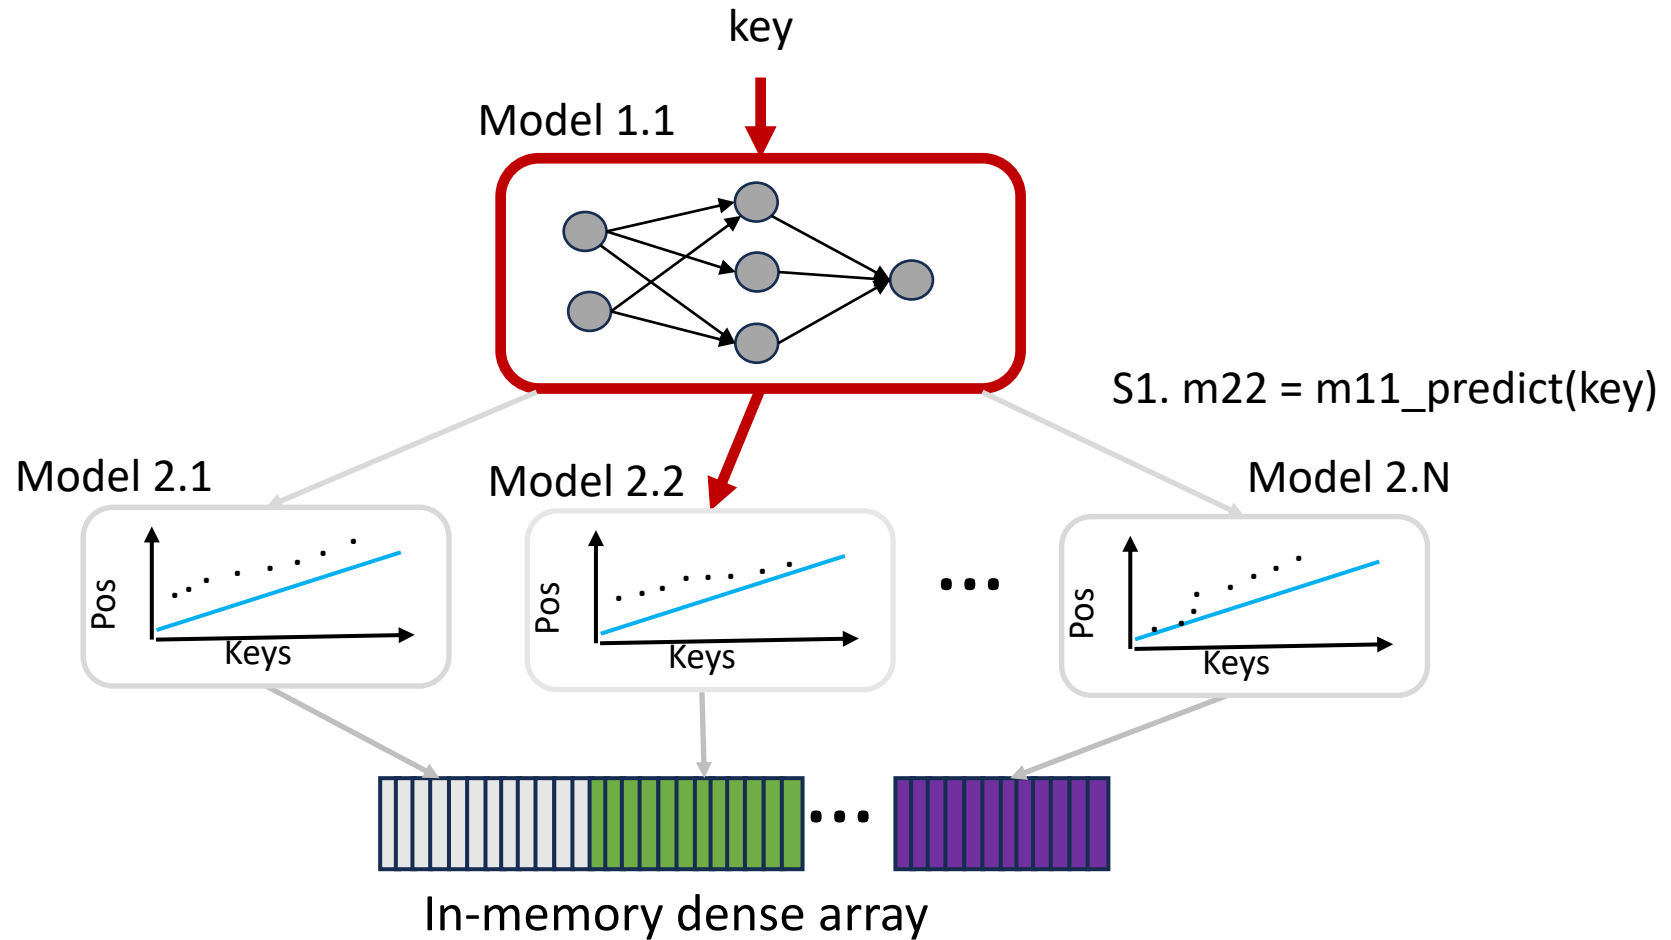 key
Model 1.1
S1. m22 = m11_predict(key)
Model 2.1
Model 2.2
Model 2.N
Pos
Keys
Pos
Keys
Pos
Keys
In-memory dense array